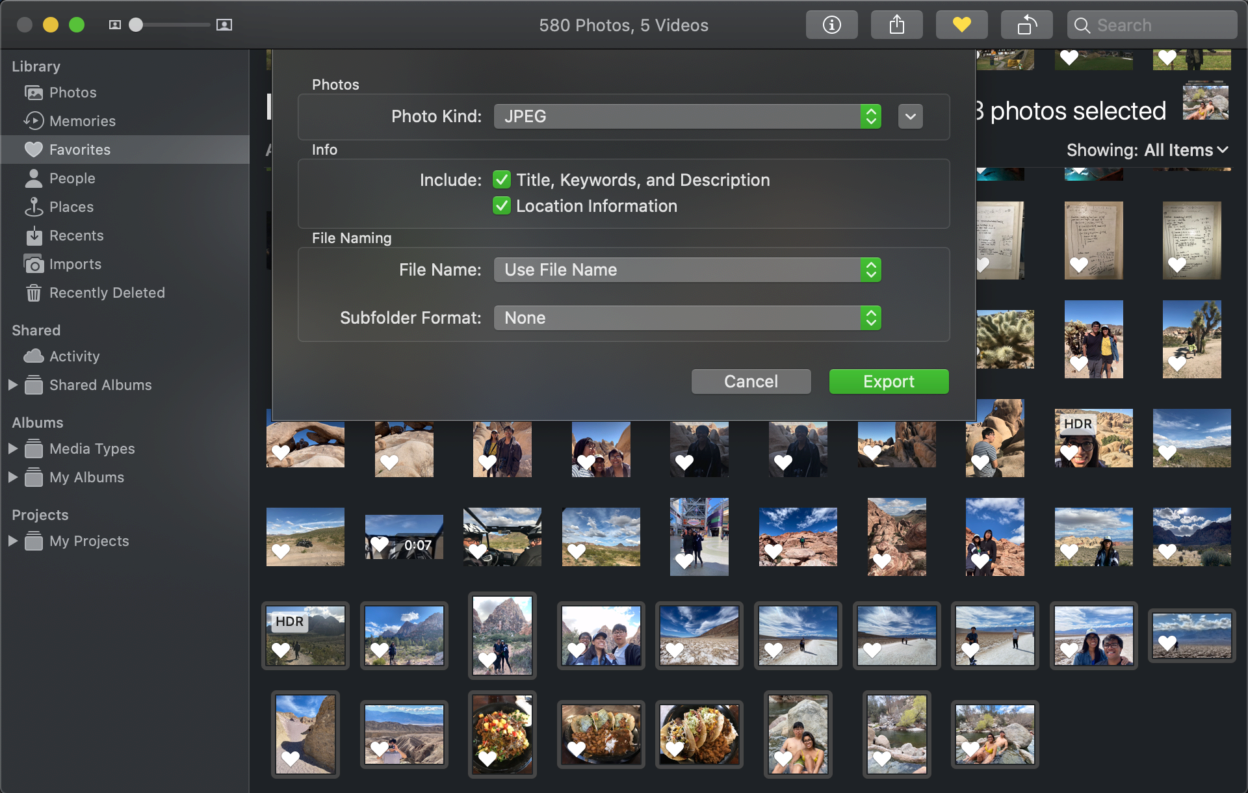 580 Photos, 5 Videos
Search
Library
Photos
Memories
Favorites
People
Places
Recents
Imports
Recently Deleted
Shared
Activity
Shared Albums
Albums
Media Types
My Albums
Projects
My Projects
Photos
Photo Kind: JPEG
Info
Include: Title, Keywords, and Description
Location Information
File Naming
File Name: Use File Name
Subfolder Format: None
Cancel Export
photos selected
Showing: All Items
HDR
0:07
HDR